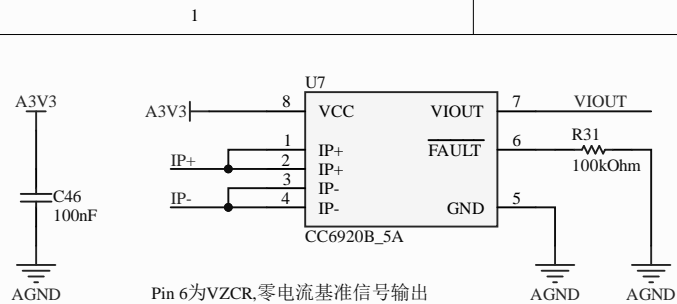 1
U7
A3V3
A3V3
8
VCC
VIOUT
7
VIOUT
1
IP+
FAULT
6
R31
100kOhm
IP+
2
IP+
3
IP-
IP-
4
IP-
GND
5
C46
100nF
CC6920B_5A
AGND
Pin 6为VZCR,零电流基准信号输出
AGND
AGND